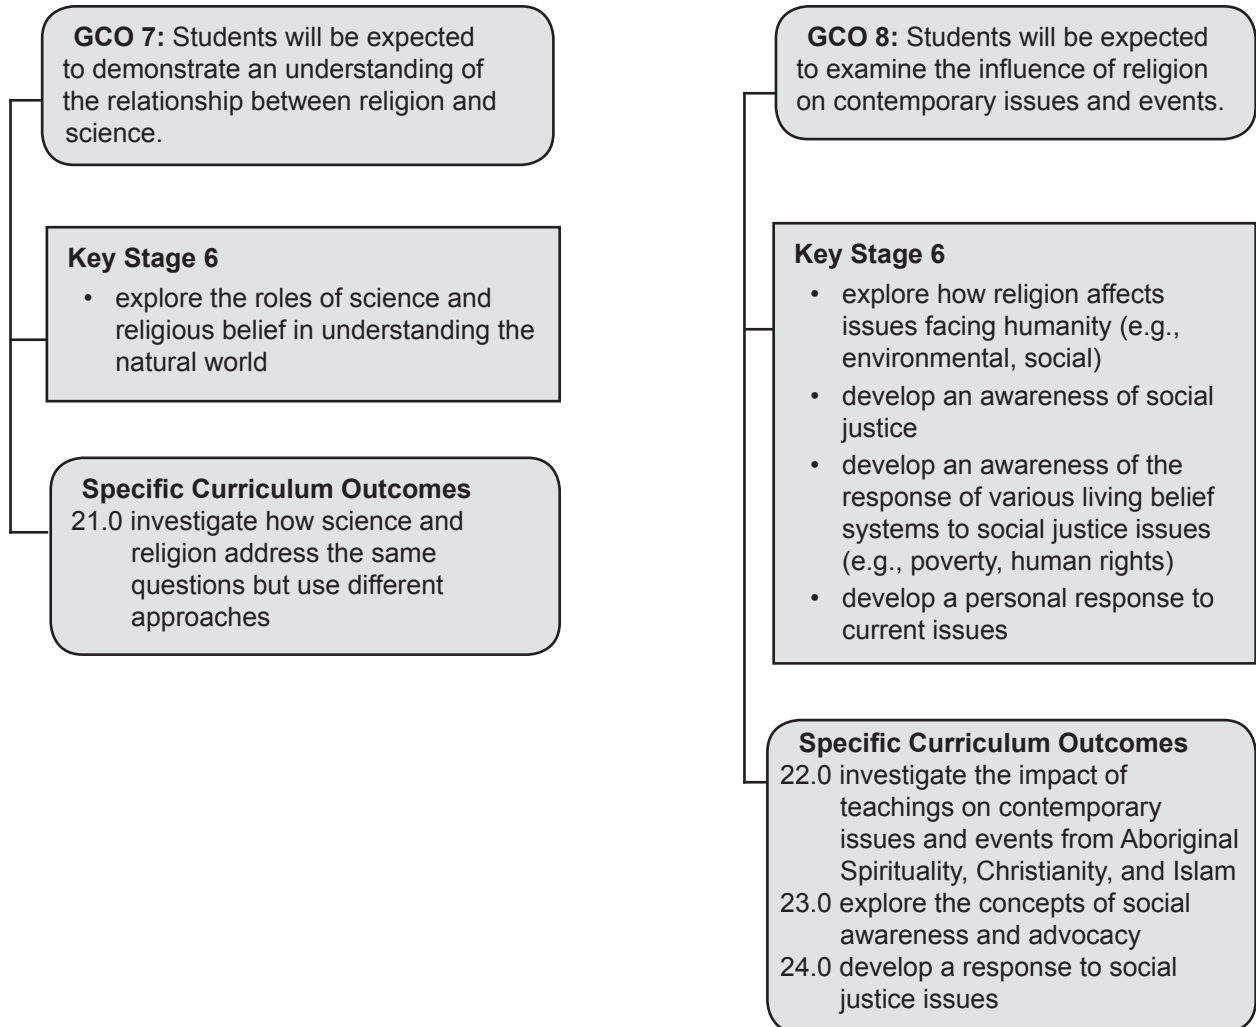 GCO 7: Students will be expected
to demonstrate an understanding of
the relationship between religion and
science.
Key Stage 6
• explore the roles of science and
religious belief in understanding the
natural world
Specific Curriculum Outcomes
21.0 investigate how science and
religion address the same
questions but use different
approaches
GCO 8: Students will be expected
to examine the influence of religion
on contemporary issues and events.
Key Stage 6
• explore how religion affects
issues facing humanity (e.g.,
environmental, social)
• develop an awareness of social
justice
• develop an awareness of the
response of various living belief
systems to social justice issues
(e.g., poverty, human rights)
• develop a personal response to
current issues
Specific Curriculum Outcomes
22.0 investigate the impact of
teachings on contemporary
issues and events from Aboriginal
Spirituality, Christianity, and Islam
23.0 explore the concepts of social
awareness and advocacy
24.0 develop a response to social
justice issues